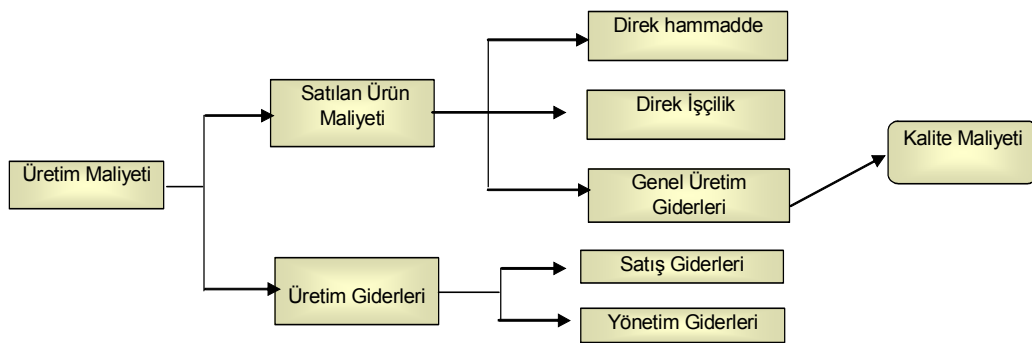 Direk hammadde
Satılan Ürün
Maliyeti
Direk İşçilik
Kalite Maliyeti
Üretim Maliyeti
Genel Üretim
Giderleri
Satış Giderleri
Üretim Giderleri
Yönetim Giderleri